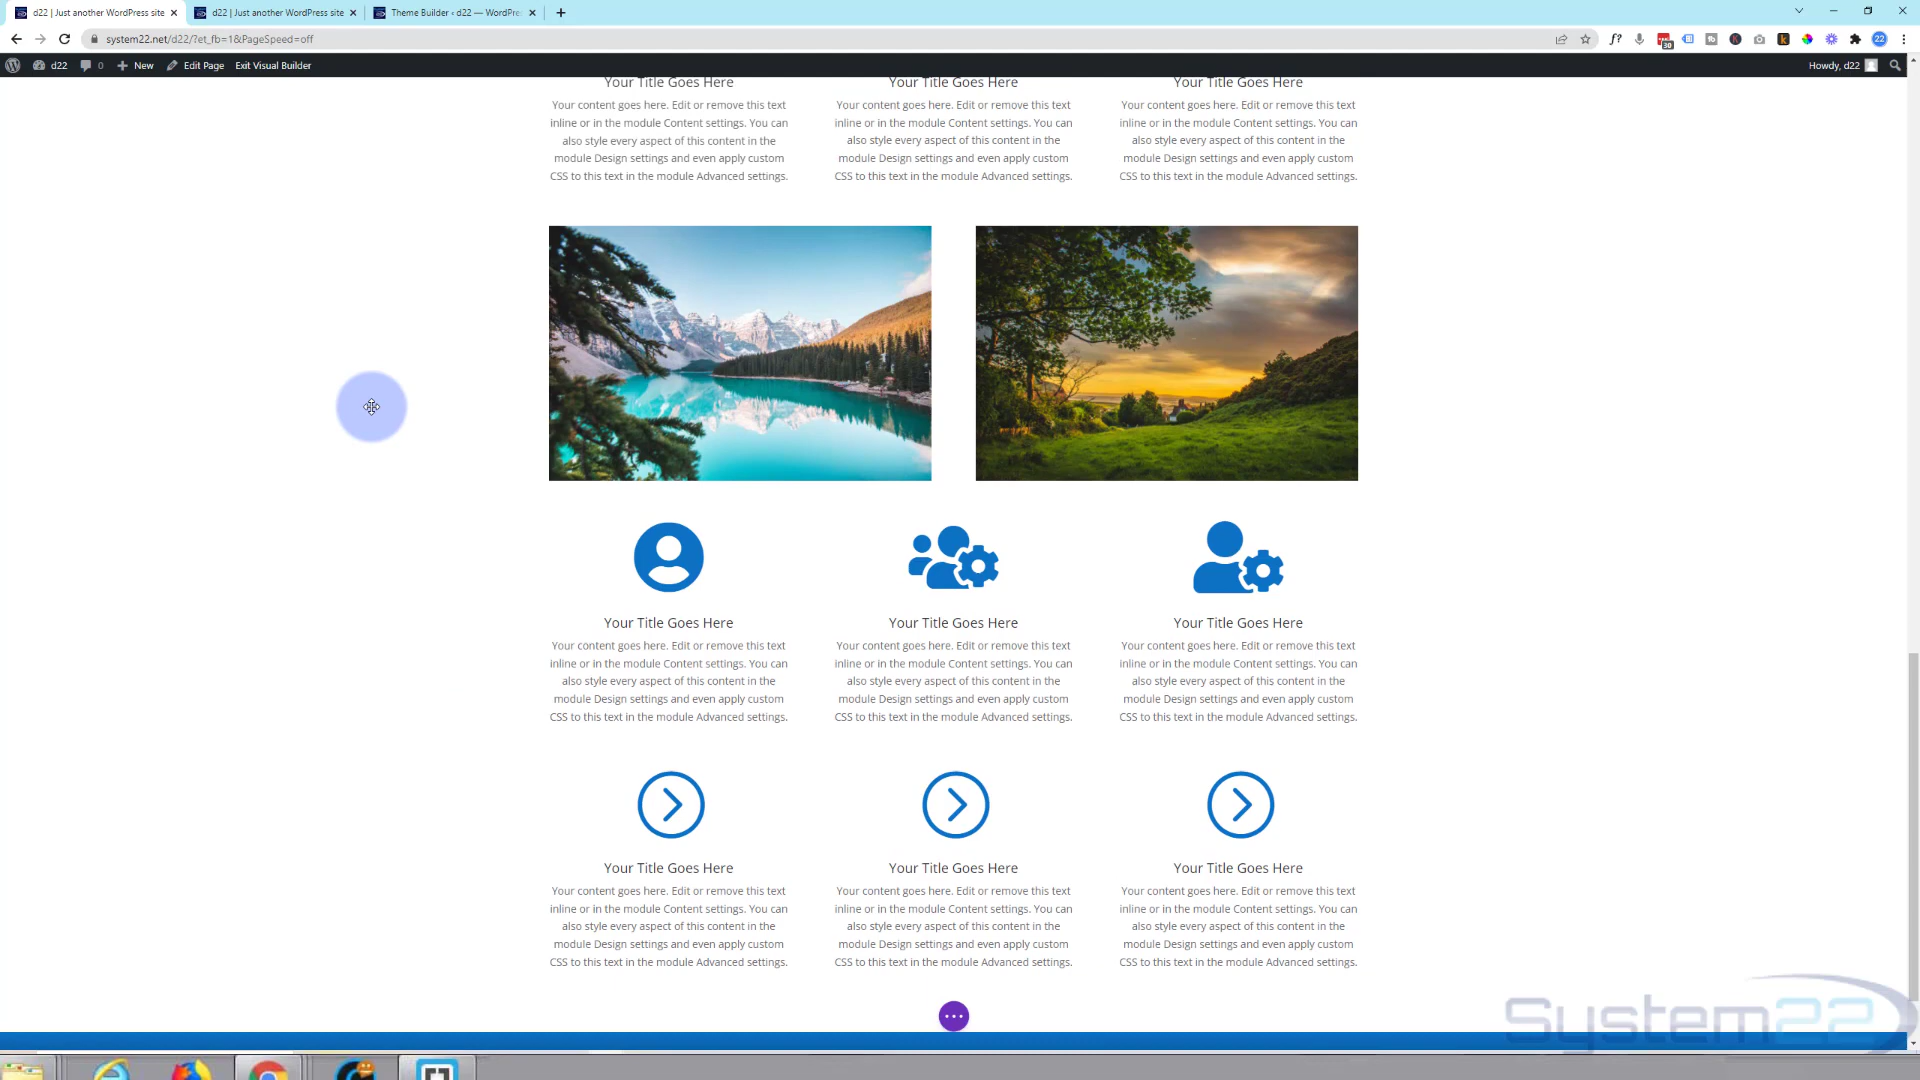 d22 | Just another WordPress site
d22 | Just another WordPress site
Theme Builder ‹ d22 — WordPre
system22.net/d22/?et_fb=1&PageSpeed=off
f?
30
22
d22
0
New
Edit Page
Exit Visual Builder
Howdy, d22
Your Title Goes Here
Your content goes here. Edit or remove this text
inline or in the module Content settings. You can
also style every aspect of this content in the
module Design settings and even apply custom
CSS to this text in the module Advanced settings.
Your Title Goes Here
Your content goes here. Edit or remove this text
inline or in the module Content settings. You can
also style every aspect of this content in the
module Design settings and even apply custom
CSS to this text in the module Advanced settings.
Your Title Goes Here
Your content goes here. Edit or remove this text
inline or in the module Content settings. You can
also style every aspect of this content in the
module Design settings and even apply custom
CSS to this text in the module Advanced settings.
Your Title Goes Here
Your content goes here. Edit or remove this text
inline or in the module Content settings. You can
also style every aspect of this content in the
module Design settings and even apply custom
CSS to this text in the module Advanced settings.
Your Title Goes Here
Your content goes here. Edit or remove this text
inline or in the module Content settings. You can
also style every aspect of this content in the
module Design settings and even apply custom
CSS to this text in the module Advanced settings.
Your Title Goes Here
Your content goes here. Edit or remove this text
inline or in the module Content settings. You can
also style every aspect of this content in the
module Design settings and even apply custom
CSS to this text in the module Advanced settings.
Your Title Goes Here
Your content goes here. Edit or remove this text
inline or in the module Content settings. You can
also style every aspect of this content in the
module Design settings and even apply custom
CSS to this text in the module Advanced settings.
Your Title Goes Here
Your content goes here. Edit or remove this text
inline or in the module Content settings. You can
also style every aspect of this content in the
module Design settings and even apply custom
CSS to this text in the module Advanced settings.
Your Title Goes Here
Your content goes here. Edit or remove this text
inline or in the module Content settings. You can
also style every aspect of this content in the
module Design settings and even apply custom
CSS to this text in the module Advanced settings.
System22